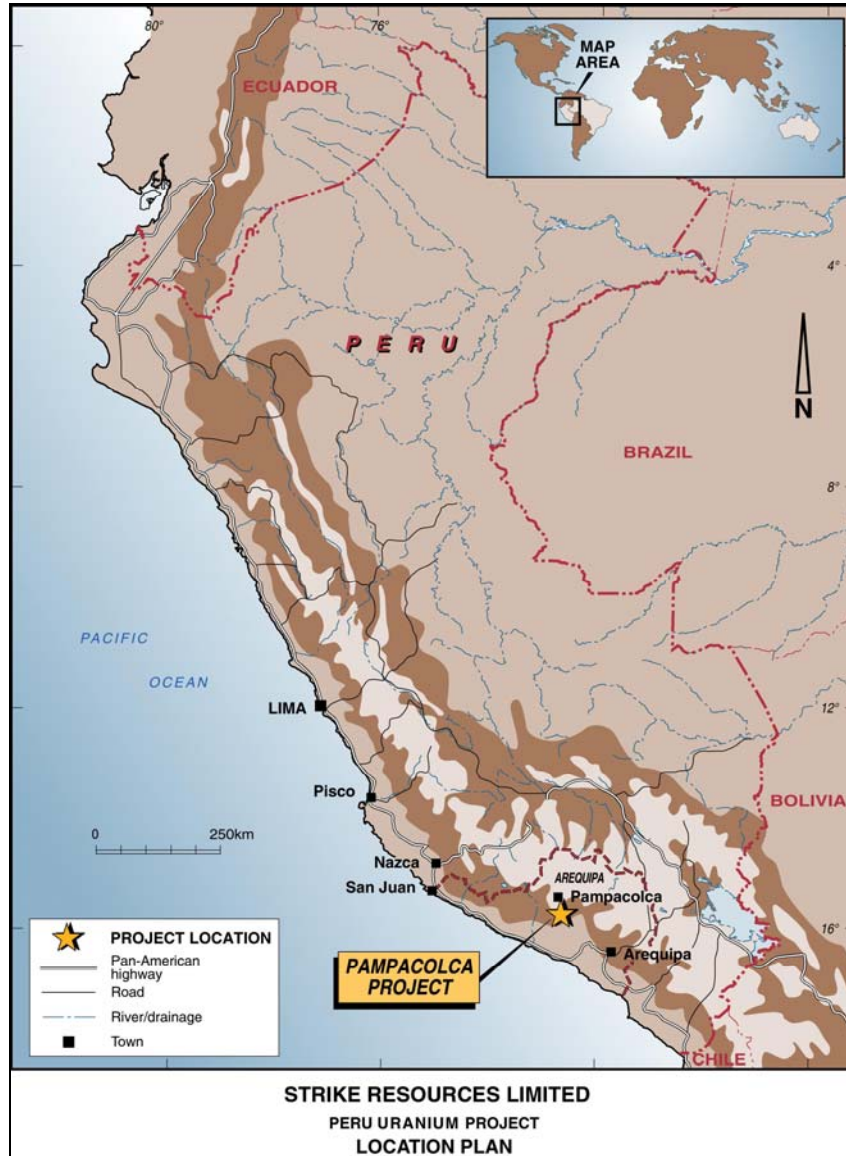 80°
76°
ECUADOR
MAP
AREA
4°
PERU
N
BRAZIL
8°
PACIFIC
OCEAN
LIMA
12°
Pisco
BOLIVIA
0
250km
Nazca
AREQUIPA
San Juan
Pampacolca
16°
PROJECT LOCATION
Pan-American
highway
Road
River/drainage
Town
PAMPACOLCA
PROJECT
Arequipa
CHILE
STRIKE RESOURCES LIMITED
PERU URANIUM PROJECT
LOCATION PLAN